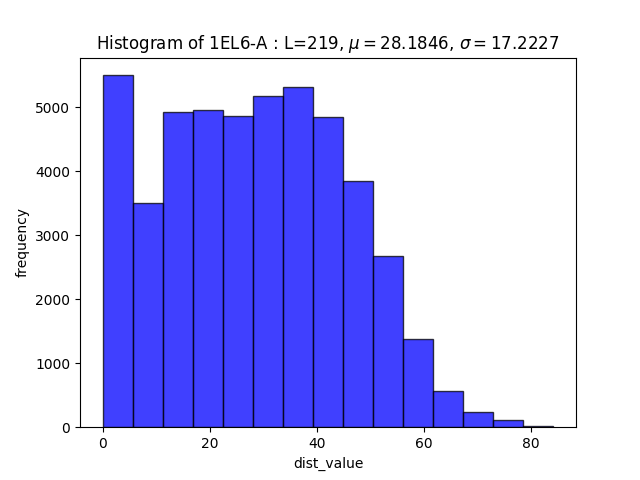 Histogram of 1EL6-A : L=219, μ = 28.1846, σ = 17.2227
frequency
5000
4000
3000
2000
1000
0
0 20 40 60 80
dist_value